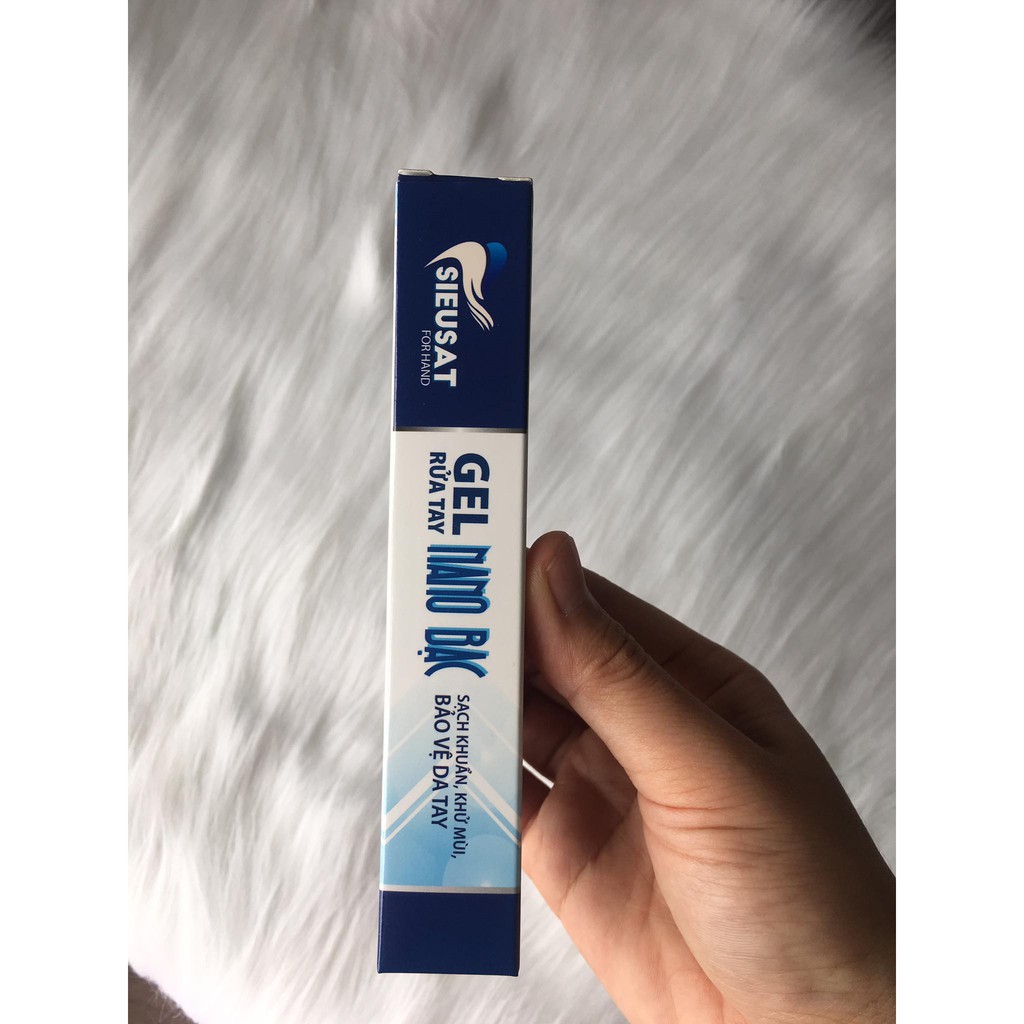 SIEUSAT
FOR HAND
GEL
RỬA TAY
NANO BẠC
SẠCH KHUẨN, KHỬ MÙI,
BẢO VỆ DA TAY